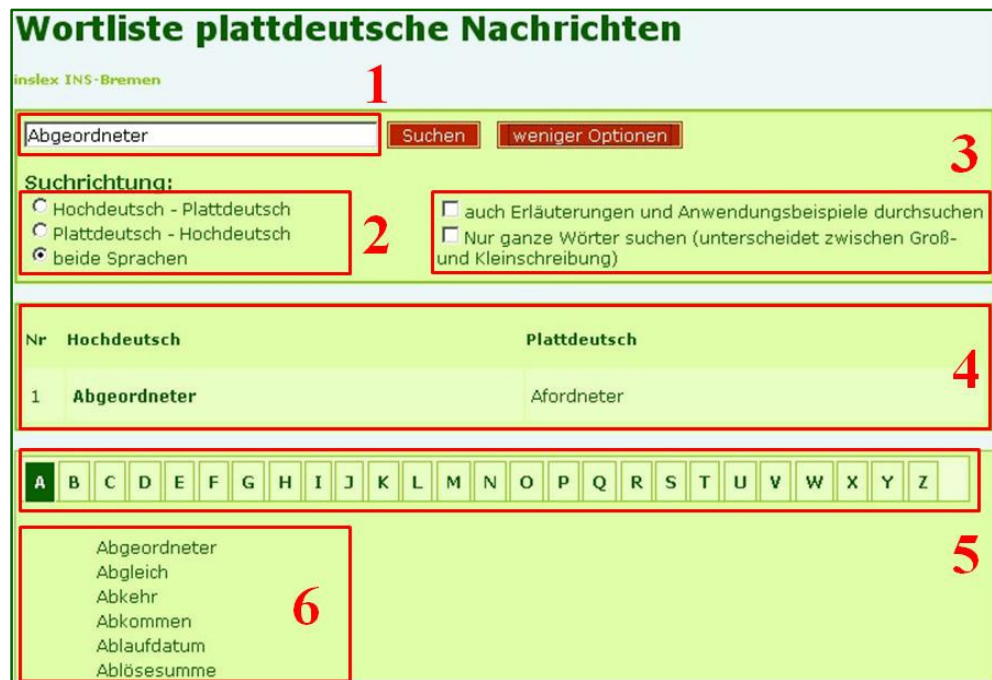 Wortliste plattdeutsche Nachrichten
inslex INS-Bremen
1
Abgeordneter Suchen weniger Optionen
3
Suchrichtung:
Hochdeutsch - Plattdeutsch
Plattdeutsch - Hochdeutsch
beide Sprachen
2
auch Erläuterungen und Anwendungsbeispiele durchsuchen
Nur ganze Wörter suchen (unterscheidet zwischen Groß-
und Kleinschreibung)
Nr Hochdeutsch Plattdeutsch
1 Abgeordneter Afordneter
4
A B C D E F G H I J K L M N O P Q R S T U V W X Y Z
5
Abgeordneter
Abgleich
Abkehr
Abkommen
Ablaufdatum
Ablösesumme
6